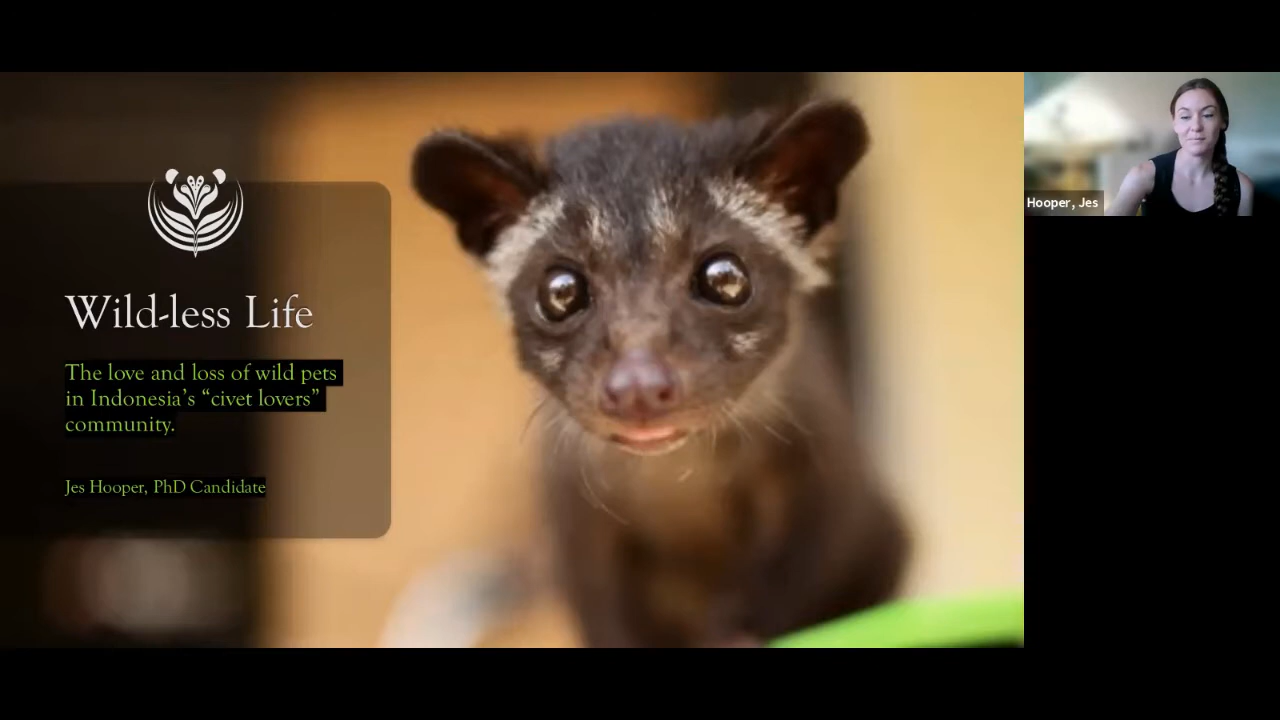 Wild-less Life
The love and loss of wild pets
in Indonesia's “civet lovers”
community.
Jes Hooper, PhD Candidate
Hooper, Jes